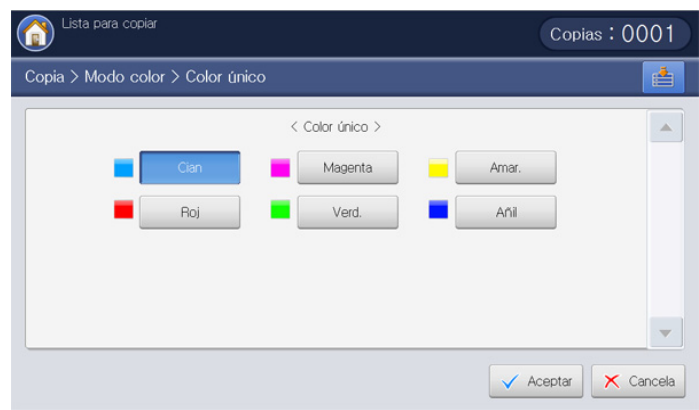 Lista para copiar
Copias : 0001
Copia > Modo color > Color único
< Color único >
Cian
Magenta
Amar.
Roj
Verd.
Añil
Aceptar
Cancela